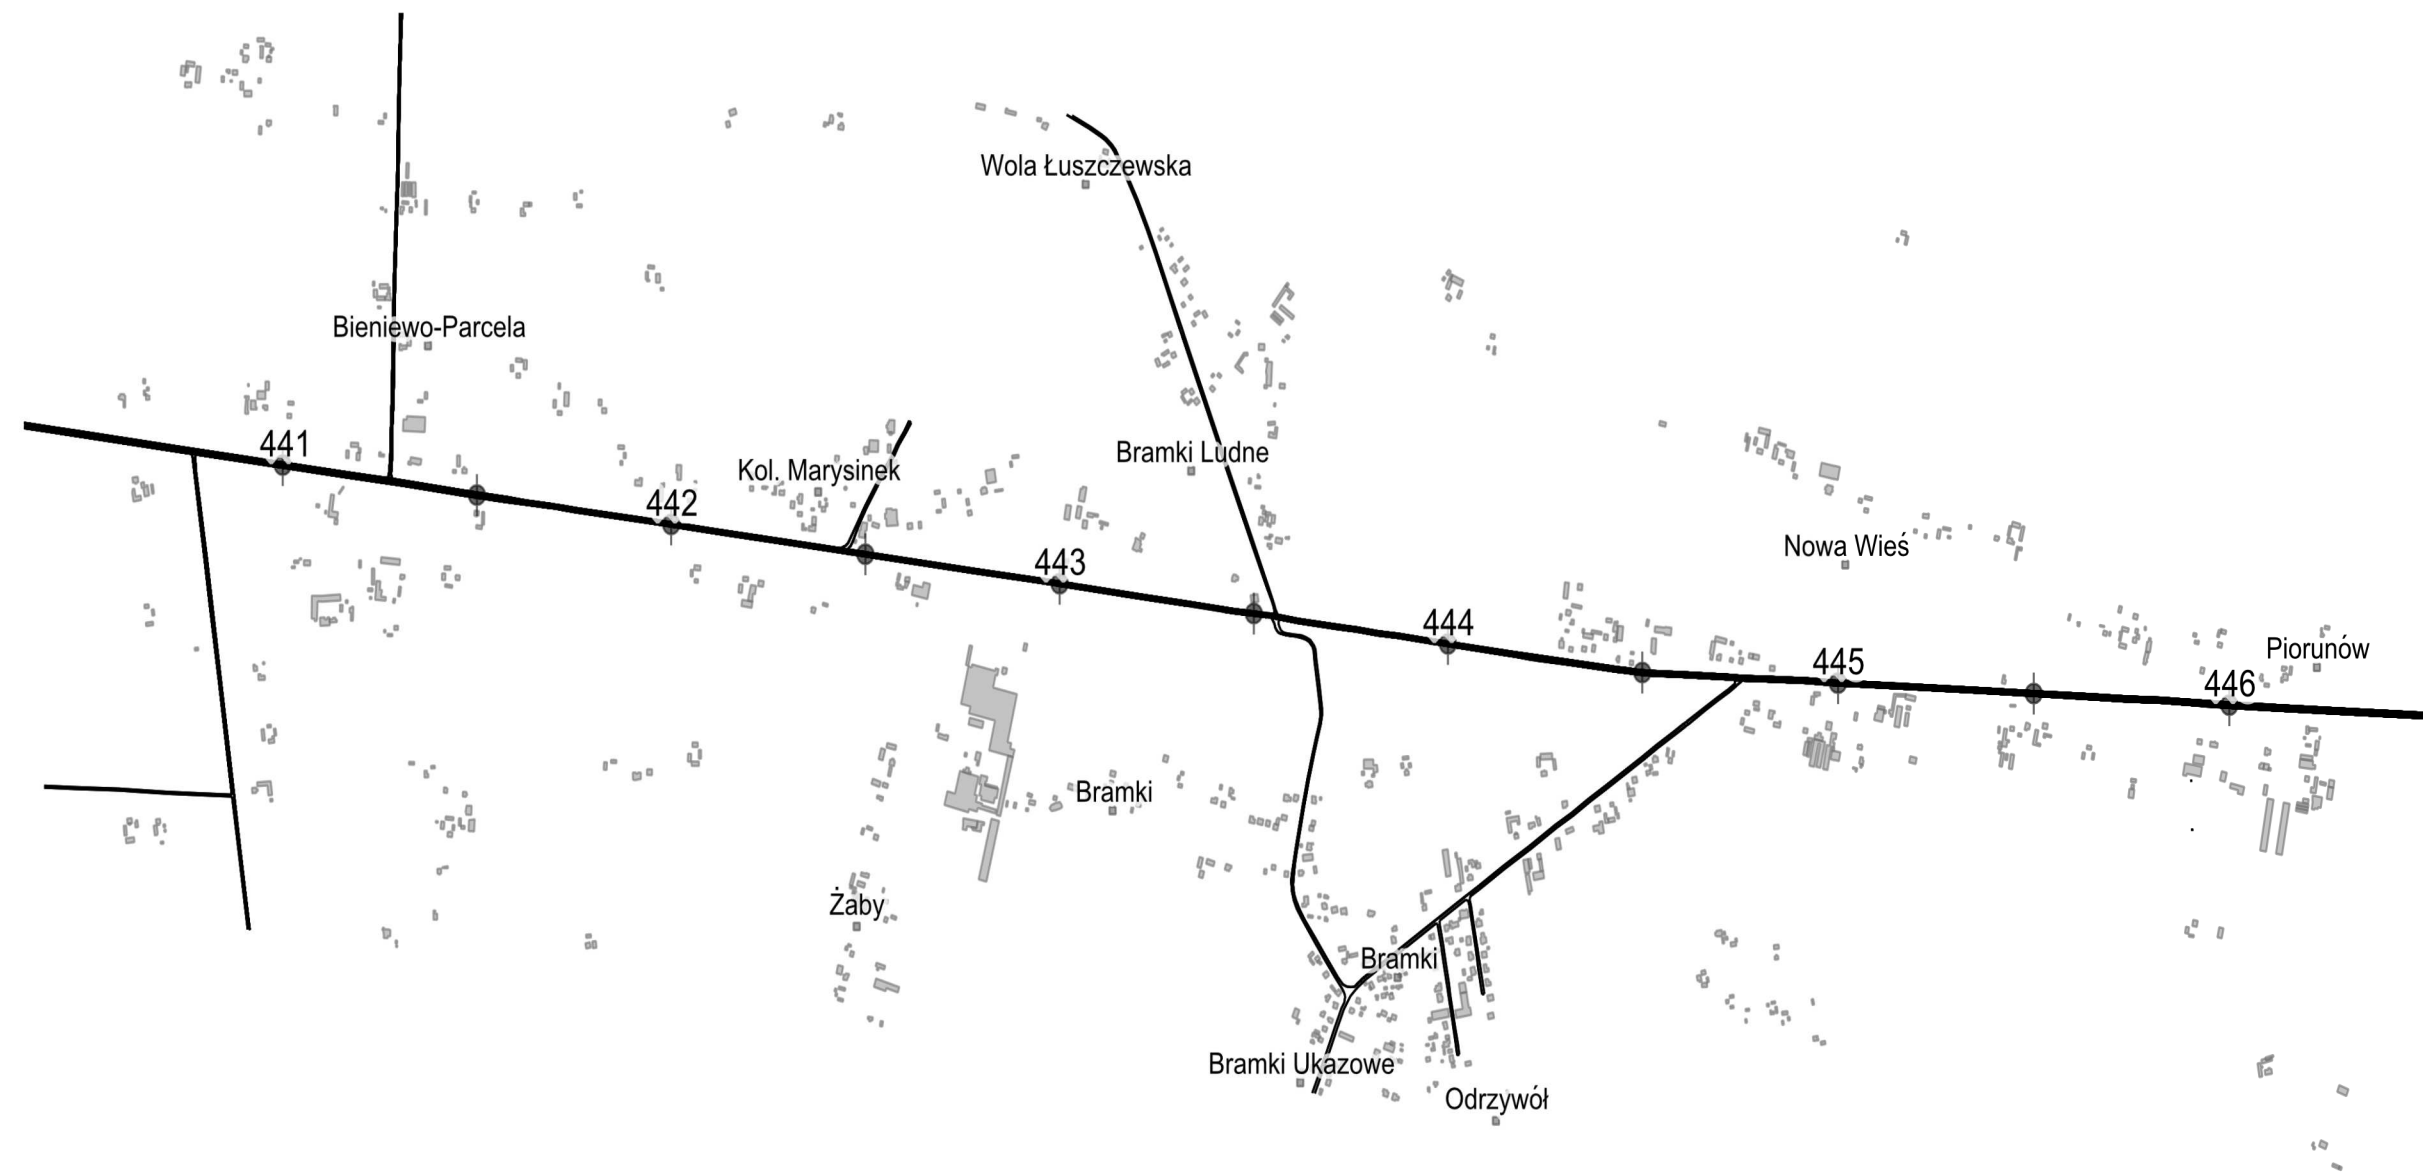 Wola Łuszczewska
Bieniewo-Parcela
441
Bramki Ludne
Kol. Marysinek
442
Nowa Wieś
443
444
Piorunów
445
446
Bramki
Żaby
Bramki
Bramki Ukazowe
Odrzywół